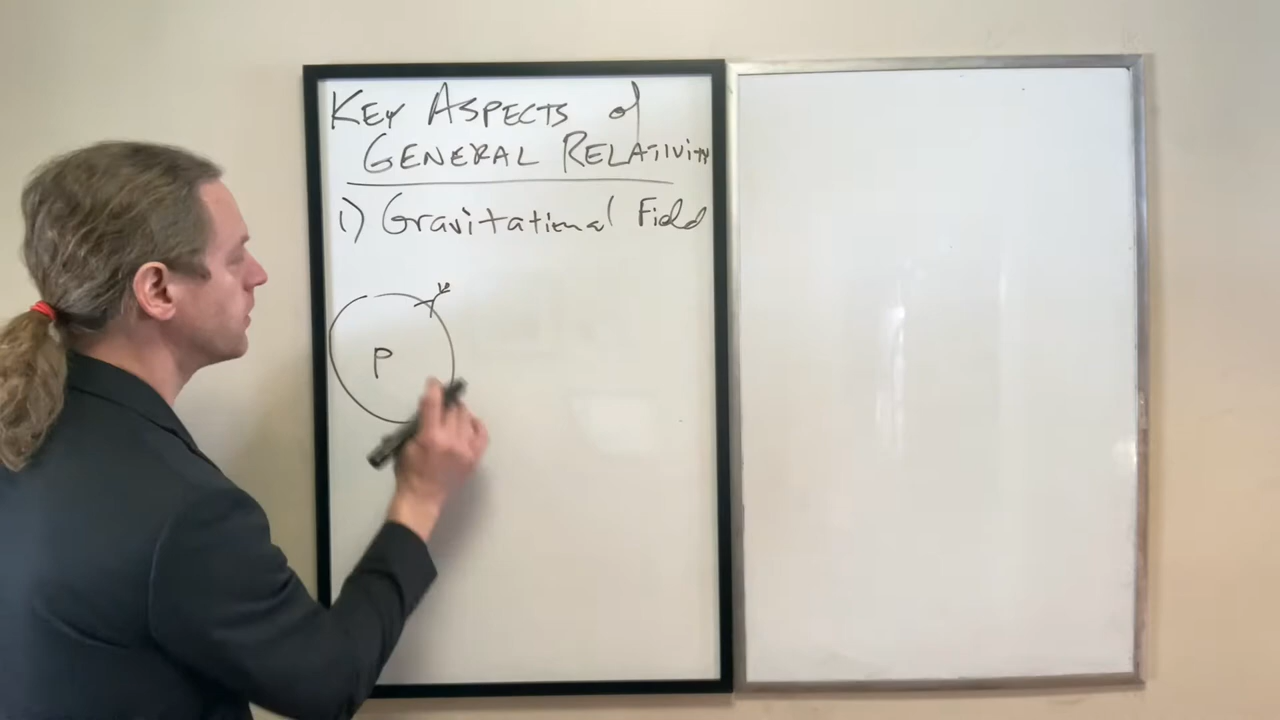 KEY ASPECTS of
GENERAL RELATIVITY
1) Gravitational Field
P